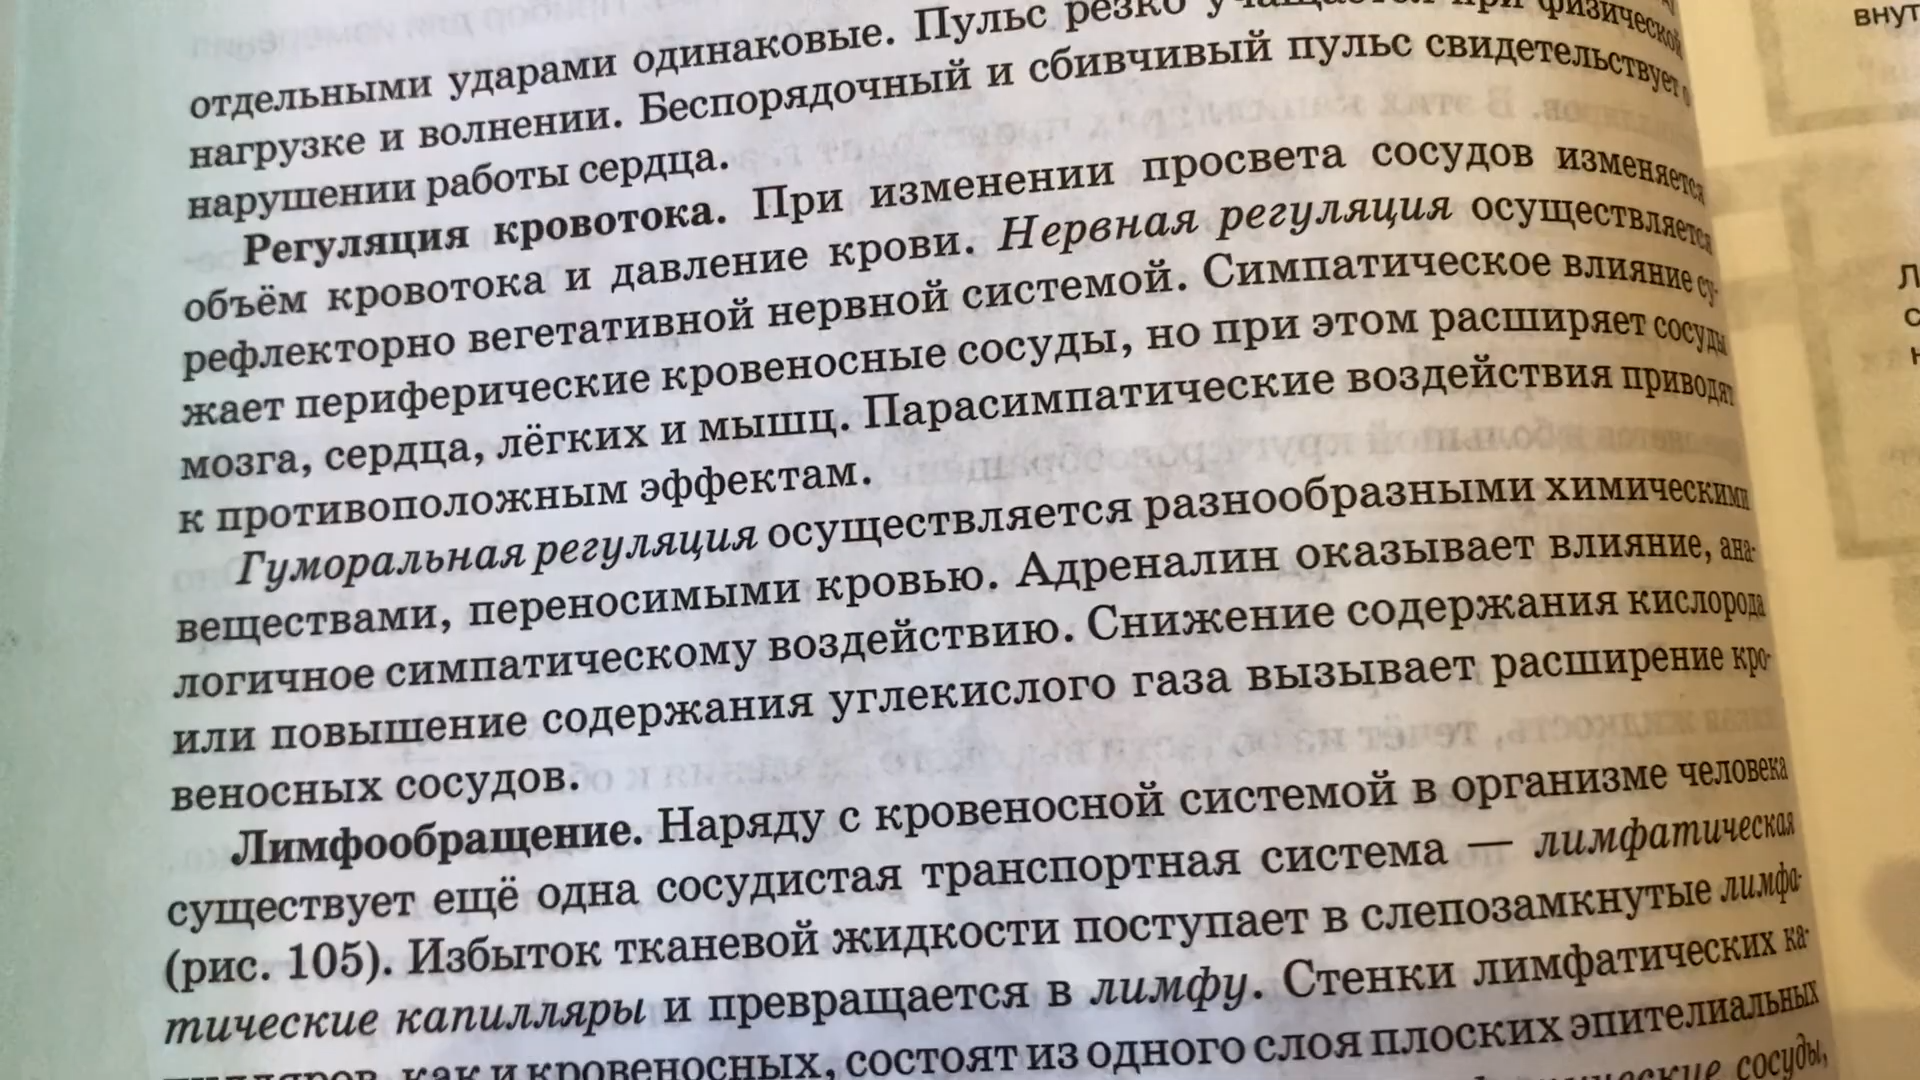 отдельными ударами одинаковые. Пульс резко учащается при физической
нагрузке и волнении. Беспорядочный и сбивчивый пульс свидетельствует о
нарушении работы сердца.
Регуляция кровотока. При изменении просвета сосудов изменяется
объём кровотока и давление крови. Нервная регуляция осуществляется
рефлекторно вегетативной нервной системой. Симпатическое влияние су-
жает периферические кровеносные сосуды, но при этом расширяет сосуды
мозга, сердца, лёгких и мышц. Парасимпатические воздействия приводят
к противоположным эффектам.
Гуморальная регуляция осуществляется разнообразными химическими
веществами, переносимыми кровью. Адреналин оказывает влияние, ана-
логичное симпатическому воздействию. Снижение содержания кислорода
или повышение содержания углекислого газа вызывает расширение кро-
веносных сосудов.
Лимфообращение. Наряду с кровеносной системой в организме человека
существует ещё одна сосудистая транспортная система — лимфатическая
(рис. 105). Избыток тканевой жидкости поступает в слепозамкнутые лимфа-
тические капилляры и превращается в лимфу. Стенки лимфатических ка-
пилляров, как и кровеносных, состоят из одного слоя плоских эпителиальных
сосуды,
внут